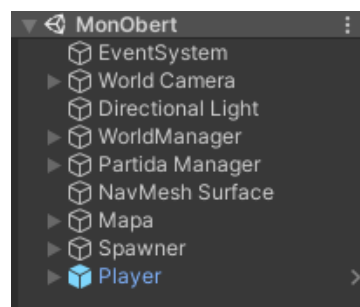 MonObert
EventSystem
World Camera
Directional Light
WorldManager
Partida Manager
NavMesh Surface
Mapa
Spawner
Player